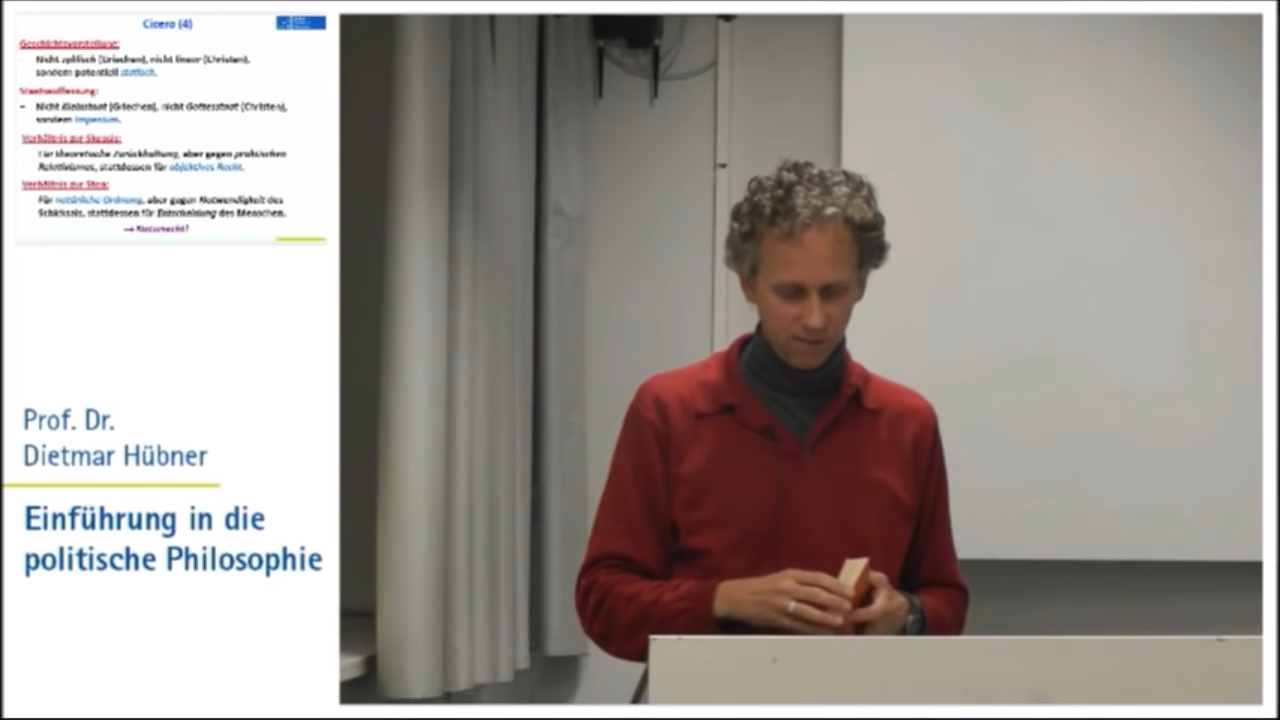 Cicero (4)
Geschichtsvorstellung:
Nicht zyklisch (Griechen), nicht linear (Christen),
sondern potentiell statisch.
Staatsauffassung:
- Nicht Kleinstaat (Griechen), nicht Gottesstaat (Christen),
sondern Imperium.
Verhältnis zur Skepsis:
Für theoretische Zurückhaltung, aber gegen praktischen
Relativismus, stattdessen für objektives Recht.
Verhältnis zur Stoa:
Für natürliche Ordnung, aber gegen Notwendigkeit des
Schicksals, stattdessen für Entscheidung des Menschen.
→ Naturrecht!
Prof. Dr.
Dietmar Hübner
Einführung in die
politische Philosophie